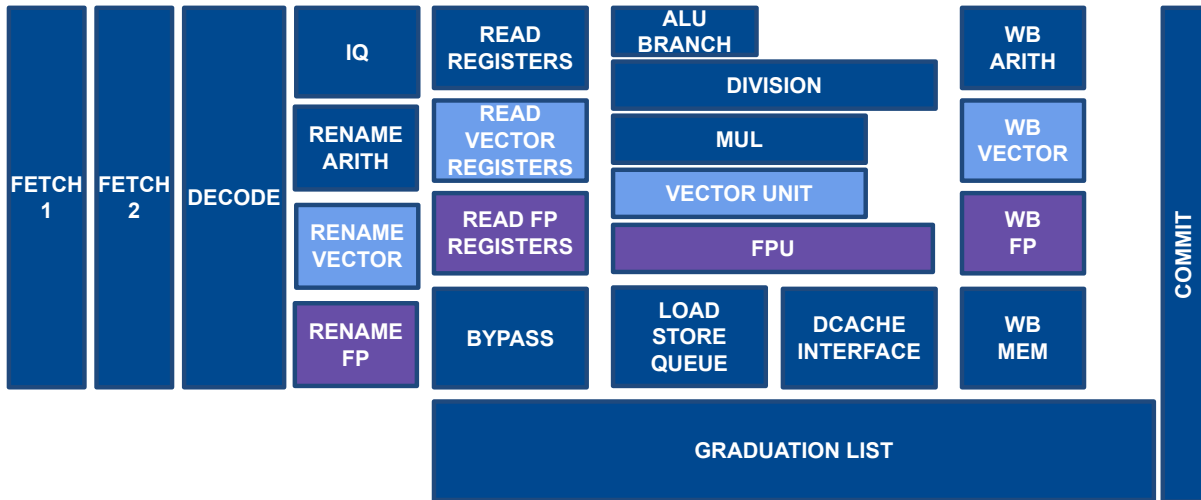 FETCH
1
FETCH
2
DECODE
IQ
RENAME
ARITH
RENAME
VECTOR
RENAME
FP
READ
REGISTERS
READ
VECTOR
REGISTERS
READ FP
REGISTERS
BYPASS
ALU
BRANCH
DIVISION
MUL
VECTOR UNIT
FPU
LOAD
STORE
QUEUE
DCACHE
INTERFACE
WB
ARITH
WB
VECTOR
WB
FP
WB
MEM
GRADUATION LIST
COMMIT